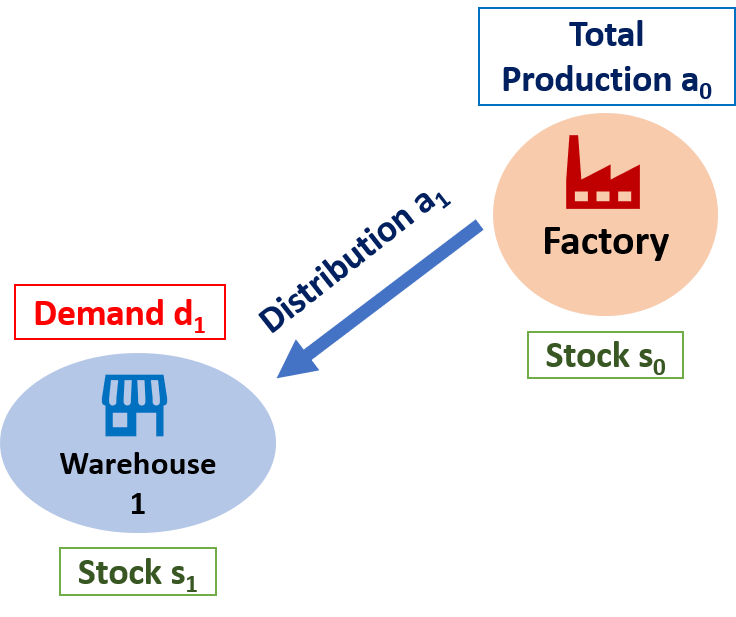 Total
Production a₀
Factory
Distribution a₁
Demand d₁
Stock s₀
Warehouse
1
Stock s₁